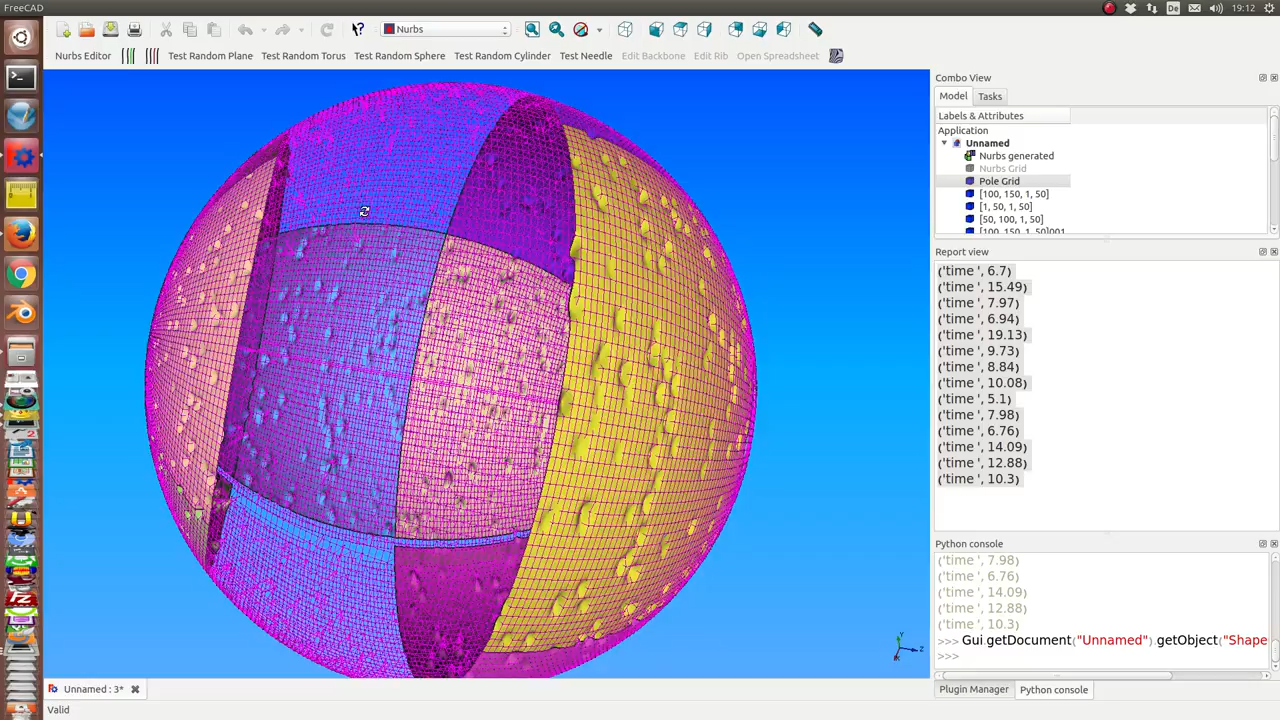 FreeCAD
De
19:12
Nurbs
Nurbs Editor
Test Random Plane
Test Random Torus
Test Random Sphere
Test Random Cylinder
Test Needle
Edit Backbone
Edit Rib
Open Spreadsheet
Combo View
Model
Tasks
Labels & Attributes
Application
Unnamed
Nurbs generated
Nurbs Grid
Pole Grid
[100, 150, 1, 50]
[1, 50, 1, 50]
[50, 100, 1, 50]
[100, 150, 1, 50]001
Report view
('time ', 6.7)
('time ', 15.49)
('time ', 7.97)
('time ', 6.94)
('time ', 19.13)
('time ', 9.73)
('time ', 8.84)
('time ', 10.08)
('time ', 5.1)
('time ', 7.98)
('time ', 6.76)
('time ', 14.09)
('time ', 12.88)
('time ', 10.3)
Python console
('time ', 7.98)
('time ', 6.76)
('time ', 14.09)
('time ', 12.88)
('time ', 10.3)
>>> Gui.getDocument("Unnamed").getObject("Shape
>>>
Plugin Manager
Python console
Unnamed : 3*
Valid